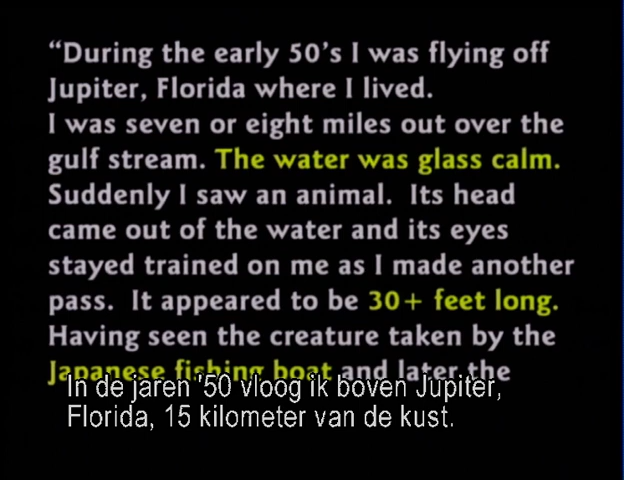 “During the early 50’s I was flying off
Jupiter, Florida where I lived.
I was seven or eight miles out over the
gulf stream. The water was glass calm.
Suddenly I saw an animal.  Its head
came out of the water and its eyes
stayed trained on me as I made another
pass.  It appeared to be 30+ feet long.
Having seen the creature taken by the
Japanese fishing boat and later the
In de jaren '50 vloog ik boven Jupiter,
Florida, 15 kilometer van de kust.